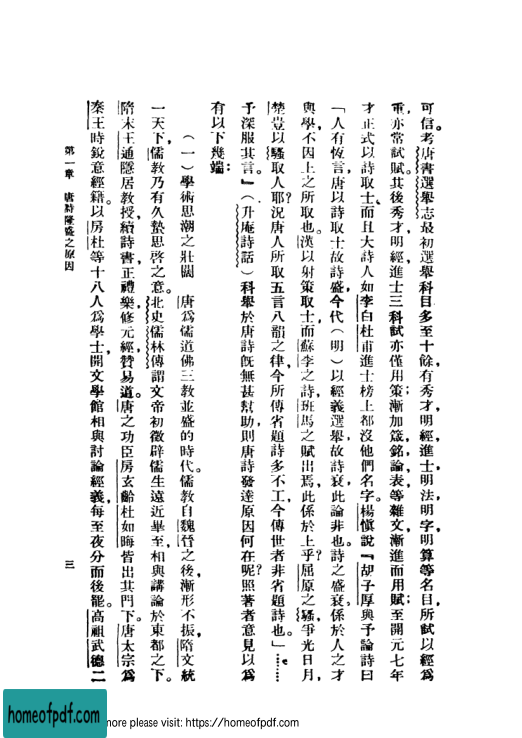 可信。考唐書選舉志最初選舉科目多至十餘，有秀才，明經，進士，明法，明字，明算等名目，所試以經爲
重，亦常試賦。其後秀才，明經，進士三科試亦僅用策；漸加箴，銘，論，表，等雜文，漸進而用賦；至開元七年
才正式以詩取士、而且大詩人如李白杜甫進士榜上都沒他們名字。楊慎說『胡子厚與予論詩曰
「人有恆言，唐以詩取士故詩盛，今代（明）以經義選舉，故詩衰，此論非也。詩之盛衰，係於人之才
與學，不因上之所取也。漢以射策取士，而蘇李之詩，班馬之賦出焉，此係於上乎？屈原之騷，爭光日月，
楚豈以騷取人耶？況唐人所取五言八韻之律，今所傳省題詩多不工，今傳世者非省題詩也。」……
予深服其言。』（升庵詩話）科舉於唐詩旣無甚幫助，則唐詩發達原因何在呢？照著者意見以爲
有以下幾端：
（一）學術思潮之壯闊　唐爲儒道佛三教並盛的時代。儒教自魏晉之後，漸形不振，隋文統
一天下，儒教乃有久蟄思啓之意。北史儒林傳謂文帝初徵辟儒生遠近畢至，相與講論於東都之下。
隋末王通隱居教授，續詩書，正禮樂，修元經，贊易道。唐之功臣房玄齡杜如晦皆出其門下。唐太宗爲
秦王時銳意經籍。以房杜等十八人爲學士，開文學館相與討論經義，每至夜分而後罷。高祖武德二
第一章　唐詩隆盛之原因
三
homeofpdf.com
more please visit: https://homeofpdf.com